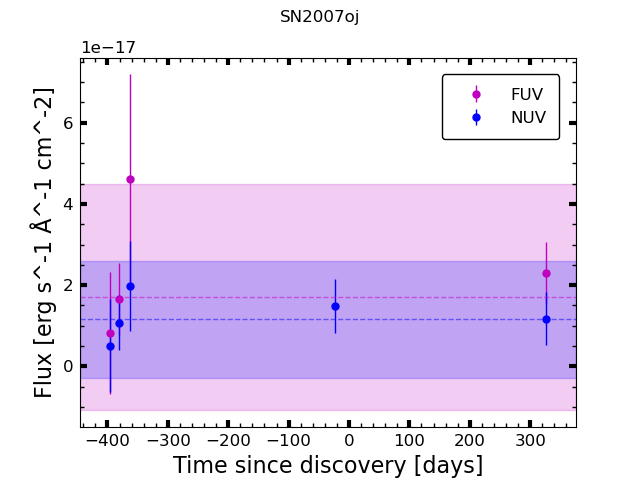 SN2007oj
1e−17
FUV
NUV
6
4
2
0
Flux [erg s^-1 Å^-1 cm^-2]
−400 −300 −200 −100 0 100 200 300
Time since discovery [days]